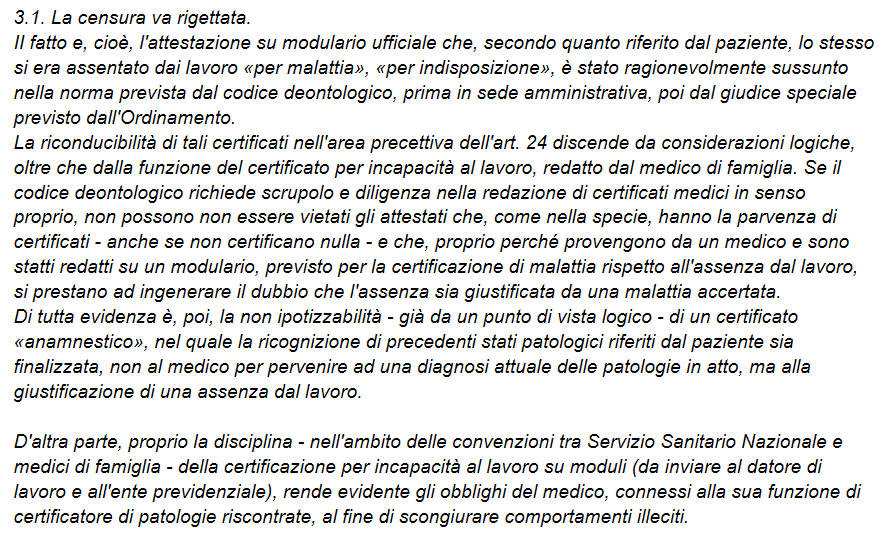 3.1. La censura va rigettata.
Il fatto e, cioè, l'attestazione su modulario ufficiale che, secondo quanto riferito dal paziente, lo stesso
si era assentato dai lavoro «per malattia», «per indisposizione», è stato ragionevolmente sussunto
nella norma prevista dal codice deontologico, prima in sede amministrativa, poi dal giudice speciale
previsto dall'Ordinamento.
La riconducibilità di tali certificati nell'area precettiva dell'art. 24 discende da considerazioni logiche,
oltre che dalla funzione del certificato per incapacità al lavoro, redatto dal medico di famiglia. Se il
codice deontologico richiede scrupolo e diligenza nella redazione di certificati medici in senso
proprio, non possono non essere vietati gli attestati che, come nella specie, hanno la parvenza di
certificati - anche se non certificano nulla - e che, proprio perché provengono da un medico e sono
statti redatti su un modulario, previsto per la certificazione di malattia rispetto all'assenza dal lavoro,
si prestano ad ingenerare il dubbio che l'assenza sia giustificata da una malattia accertata.
Di tutta evidenza è, poi, la non ipotizzabilità - già da un punto di vista logico - di un certificato
«anamnestico», nel quale la ricognizione di precedenti stati patologici riferiti dal paziente sia
finalizzata, non al medico per pervenire ad una diagnosi attuale delle patologie in atto, ma alla
giustificazione di una assenza dal lavoro.
D'altra parte, proprio la disciplina - nell'ambito delle convenzioni tra Servizio Sanitario Nazionale e
medici di famiglia - della certificazione per incapacità al lavoro su moduli (da inviare al datore di
lavoro e all'ente previdenziale), rende evidente gli obblighi del medico, connessi alla sua funzione di
certificatore di patologie riscontrate, al fine di scongiurare comportamenti illeciti.